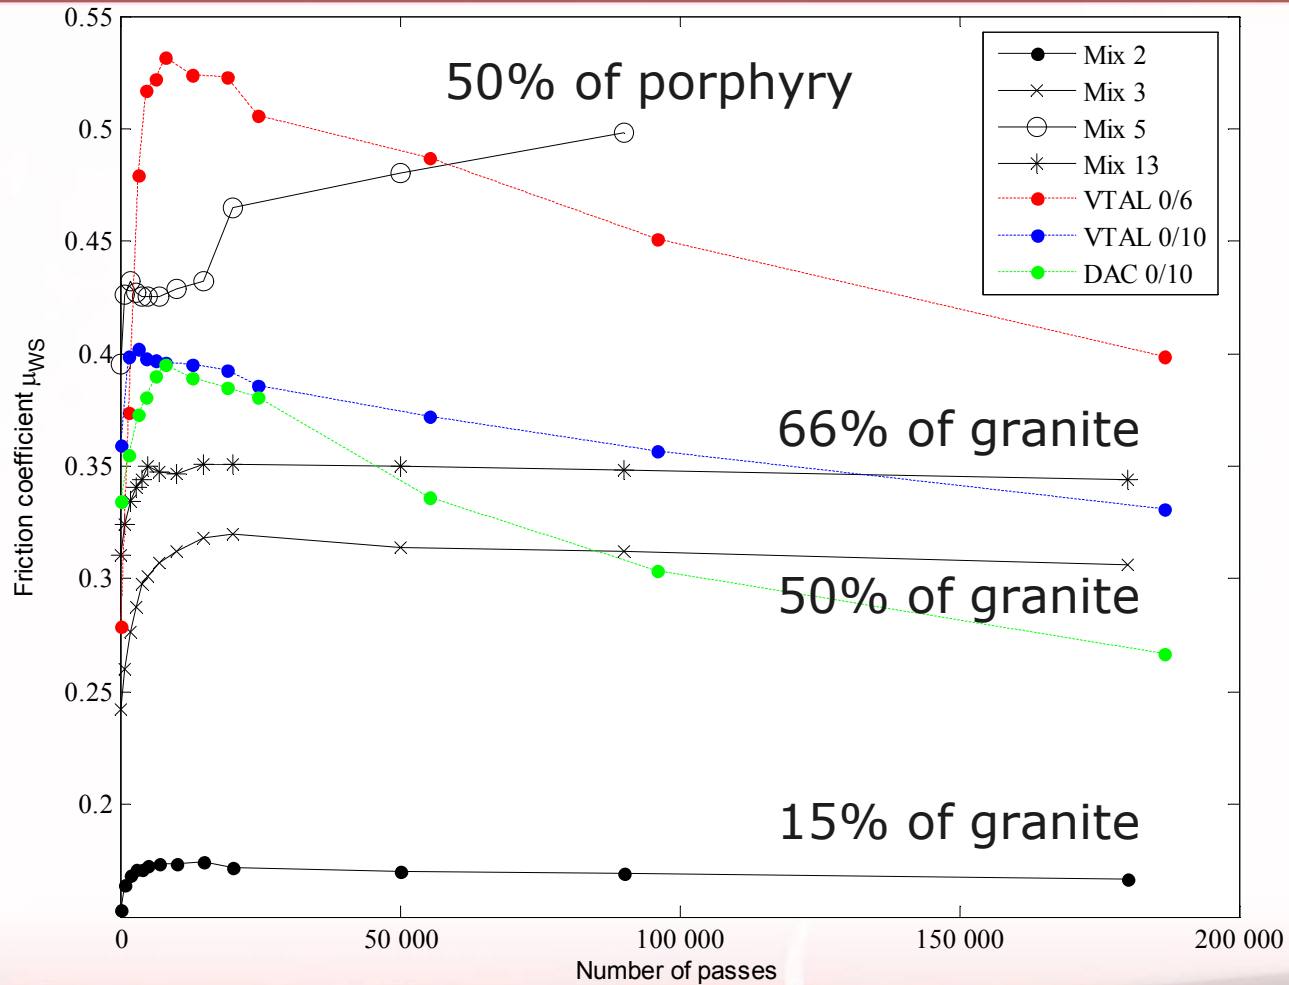 0.55
0.5
0.45
0.4
0.35
0.3
0.25
0.2
Friction coefficient μWS
50% of porphyry
Mix 2
Mix 3
Mix 5
Mix 13
VTAL 0/6
VTAL 0/10
DAC 0/10
66% of granite
50% of granite
15% of granite
0
50 000
100 000
150 000
200 000
Number of passes